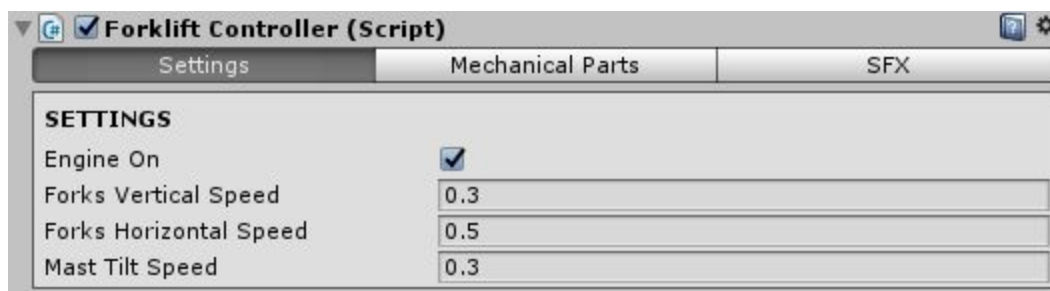 Forklift Controller (Script)
Settings Mechanical Parts SFX
SETTINGS
Engine On
Forks Vertical Speed 0.3
Forks Horizontal Speed 0.5
Mast Tilt Speed 0.3